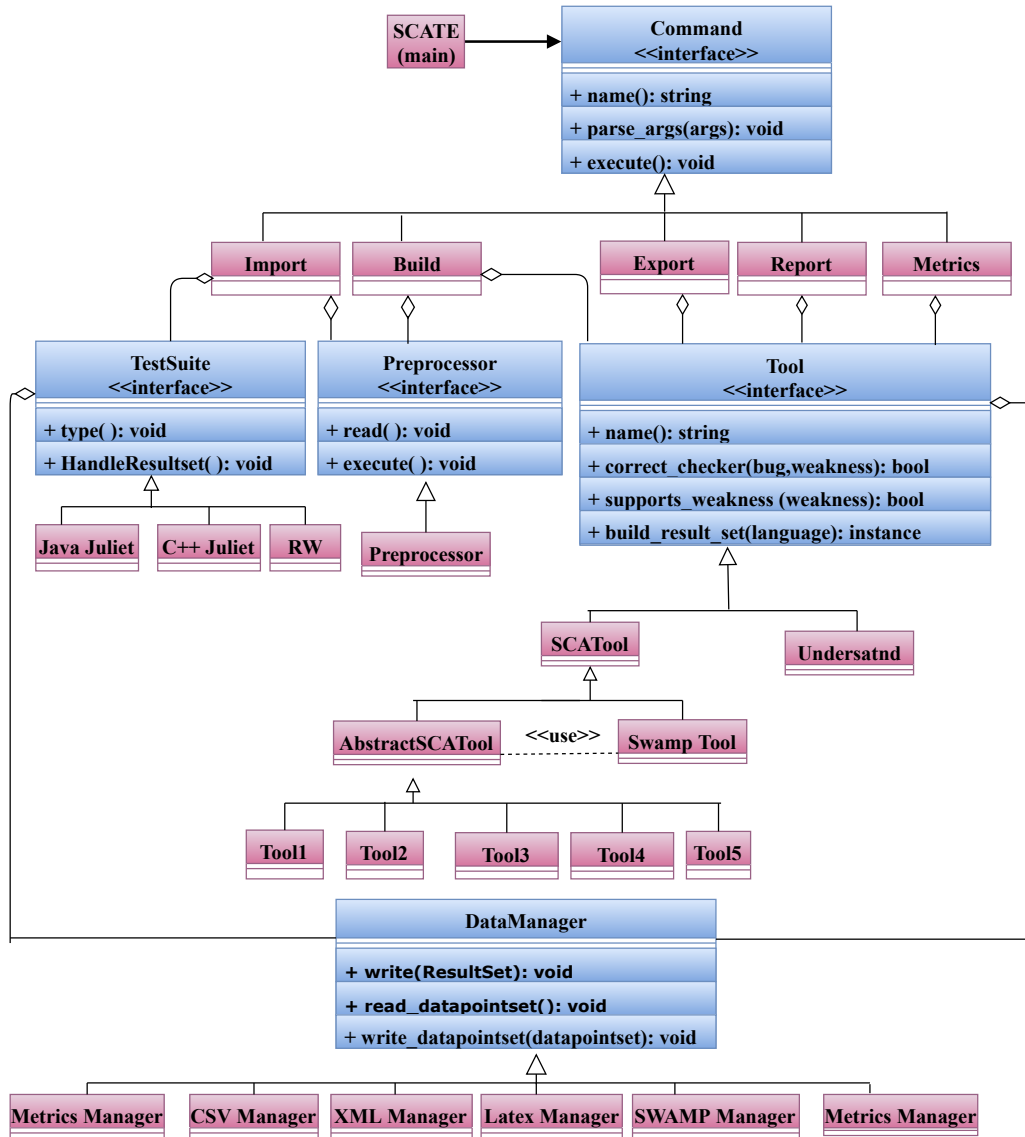 SCATE
(main)
Command
<<interface>>
+ name(): string
+ parse_args(args): void
+ execute(): void
Import
Build
Export
Report
Metrics
TestSuite
<<interface>>
+ type( ): void
+ HandleResultset( ): void
Preprocessor
<<interface>>
+ read( ): void
+ execute( ): void
Tool
<<interface>>
+ name(): string
+ correct_checker(bug,weakness): bool
+ supports_weakness (weakness): bool
+ build_result_set(language): instance
Java Juliet
C++ Juliet
RW
Preprocessor
SCATool
Undersatnd
AbstractSCATool
<<use>>
Swamp Tool
Tool1
Tool2
Tool3
Tool4
Tool5
DataManager
+ write(ResultSet): void
+ read_datapointset(): void
+ write_datapointset(datapointset): void
Metrics Manager
CSV Manager
XML Manager
Latex Manager
SWAMP Manager
Metrics Manager